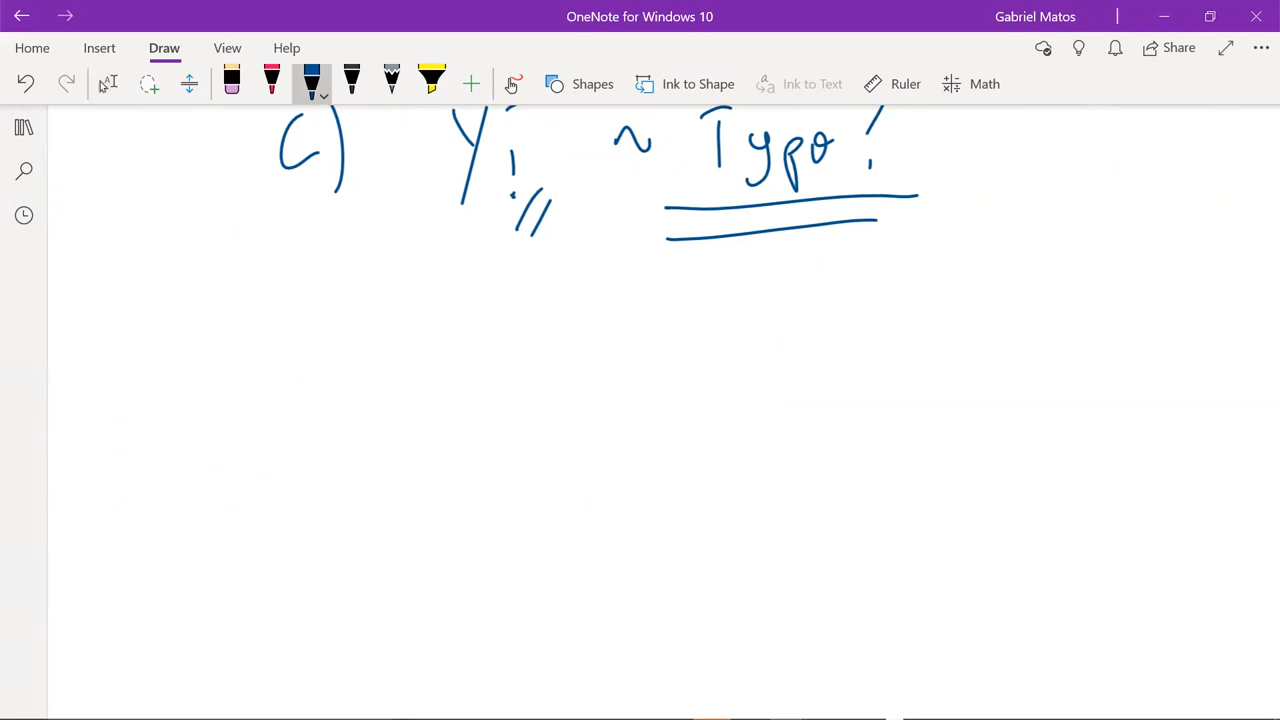 OneNote for Windows 10 Gabriel Matos
Home Insert Draw View Help Share
Shapes Ink to Shape Ink to Text Ruler Math
C) Y ~ Typo!